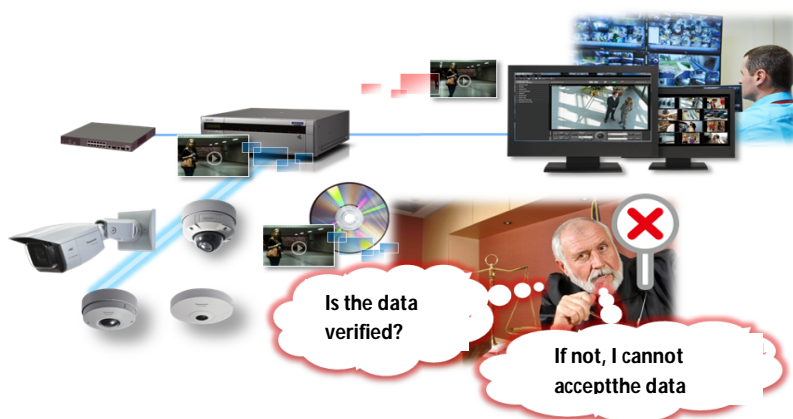 Is the data
verified?
If not, I cannot
acceptthe data